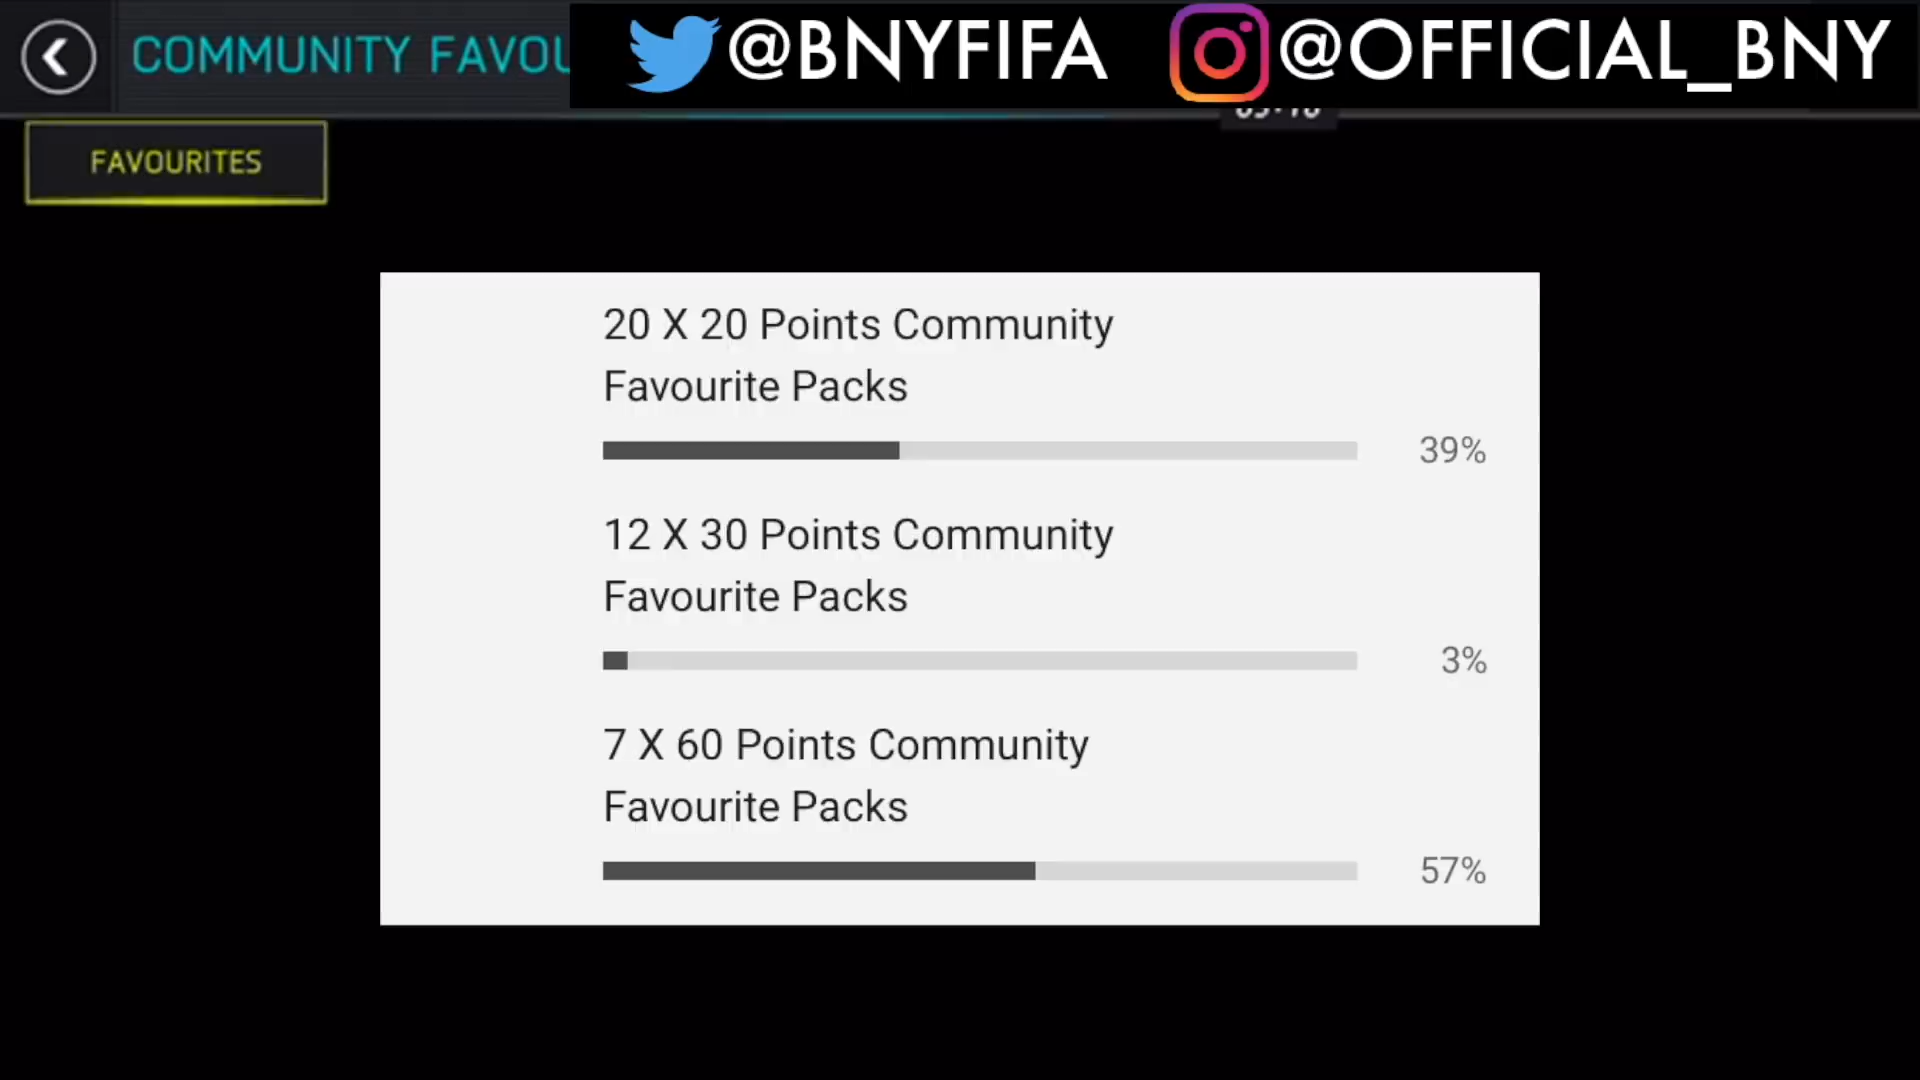 COMMUNITY FAVOU
@BNYFIFA
@OFFICIAL_BNY
FAVOURITES
20 X 20 Points Community
Favourite Packs
39%
12 X 30 Points Community
Favourite Packs
3%
7 X 60 Points Community
Favourite Packs
57%